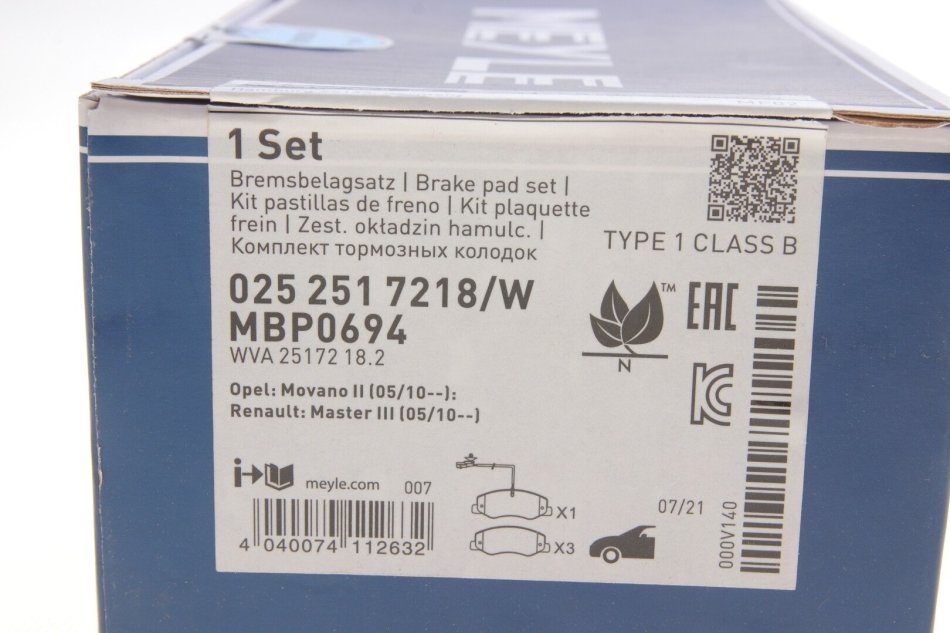 MEYLE
1 Set
Bremsbelagsatz | Brake pad set |
Kit pastillas de freno | Kit plaquette
frein | Zest. okładzin hamulc. |
Комплект тормозных колодок
TYPE 1 CLASS B
025 251 7218/W
MBP0694
WVA 25172 18.2
TM
N
EAC
KC
Opel: Movano II (05/10--):
Renault: Master III (05/10--)
i
meyle.com
007
4 040074 112632
X1
X3
07/21
000V140